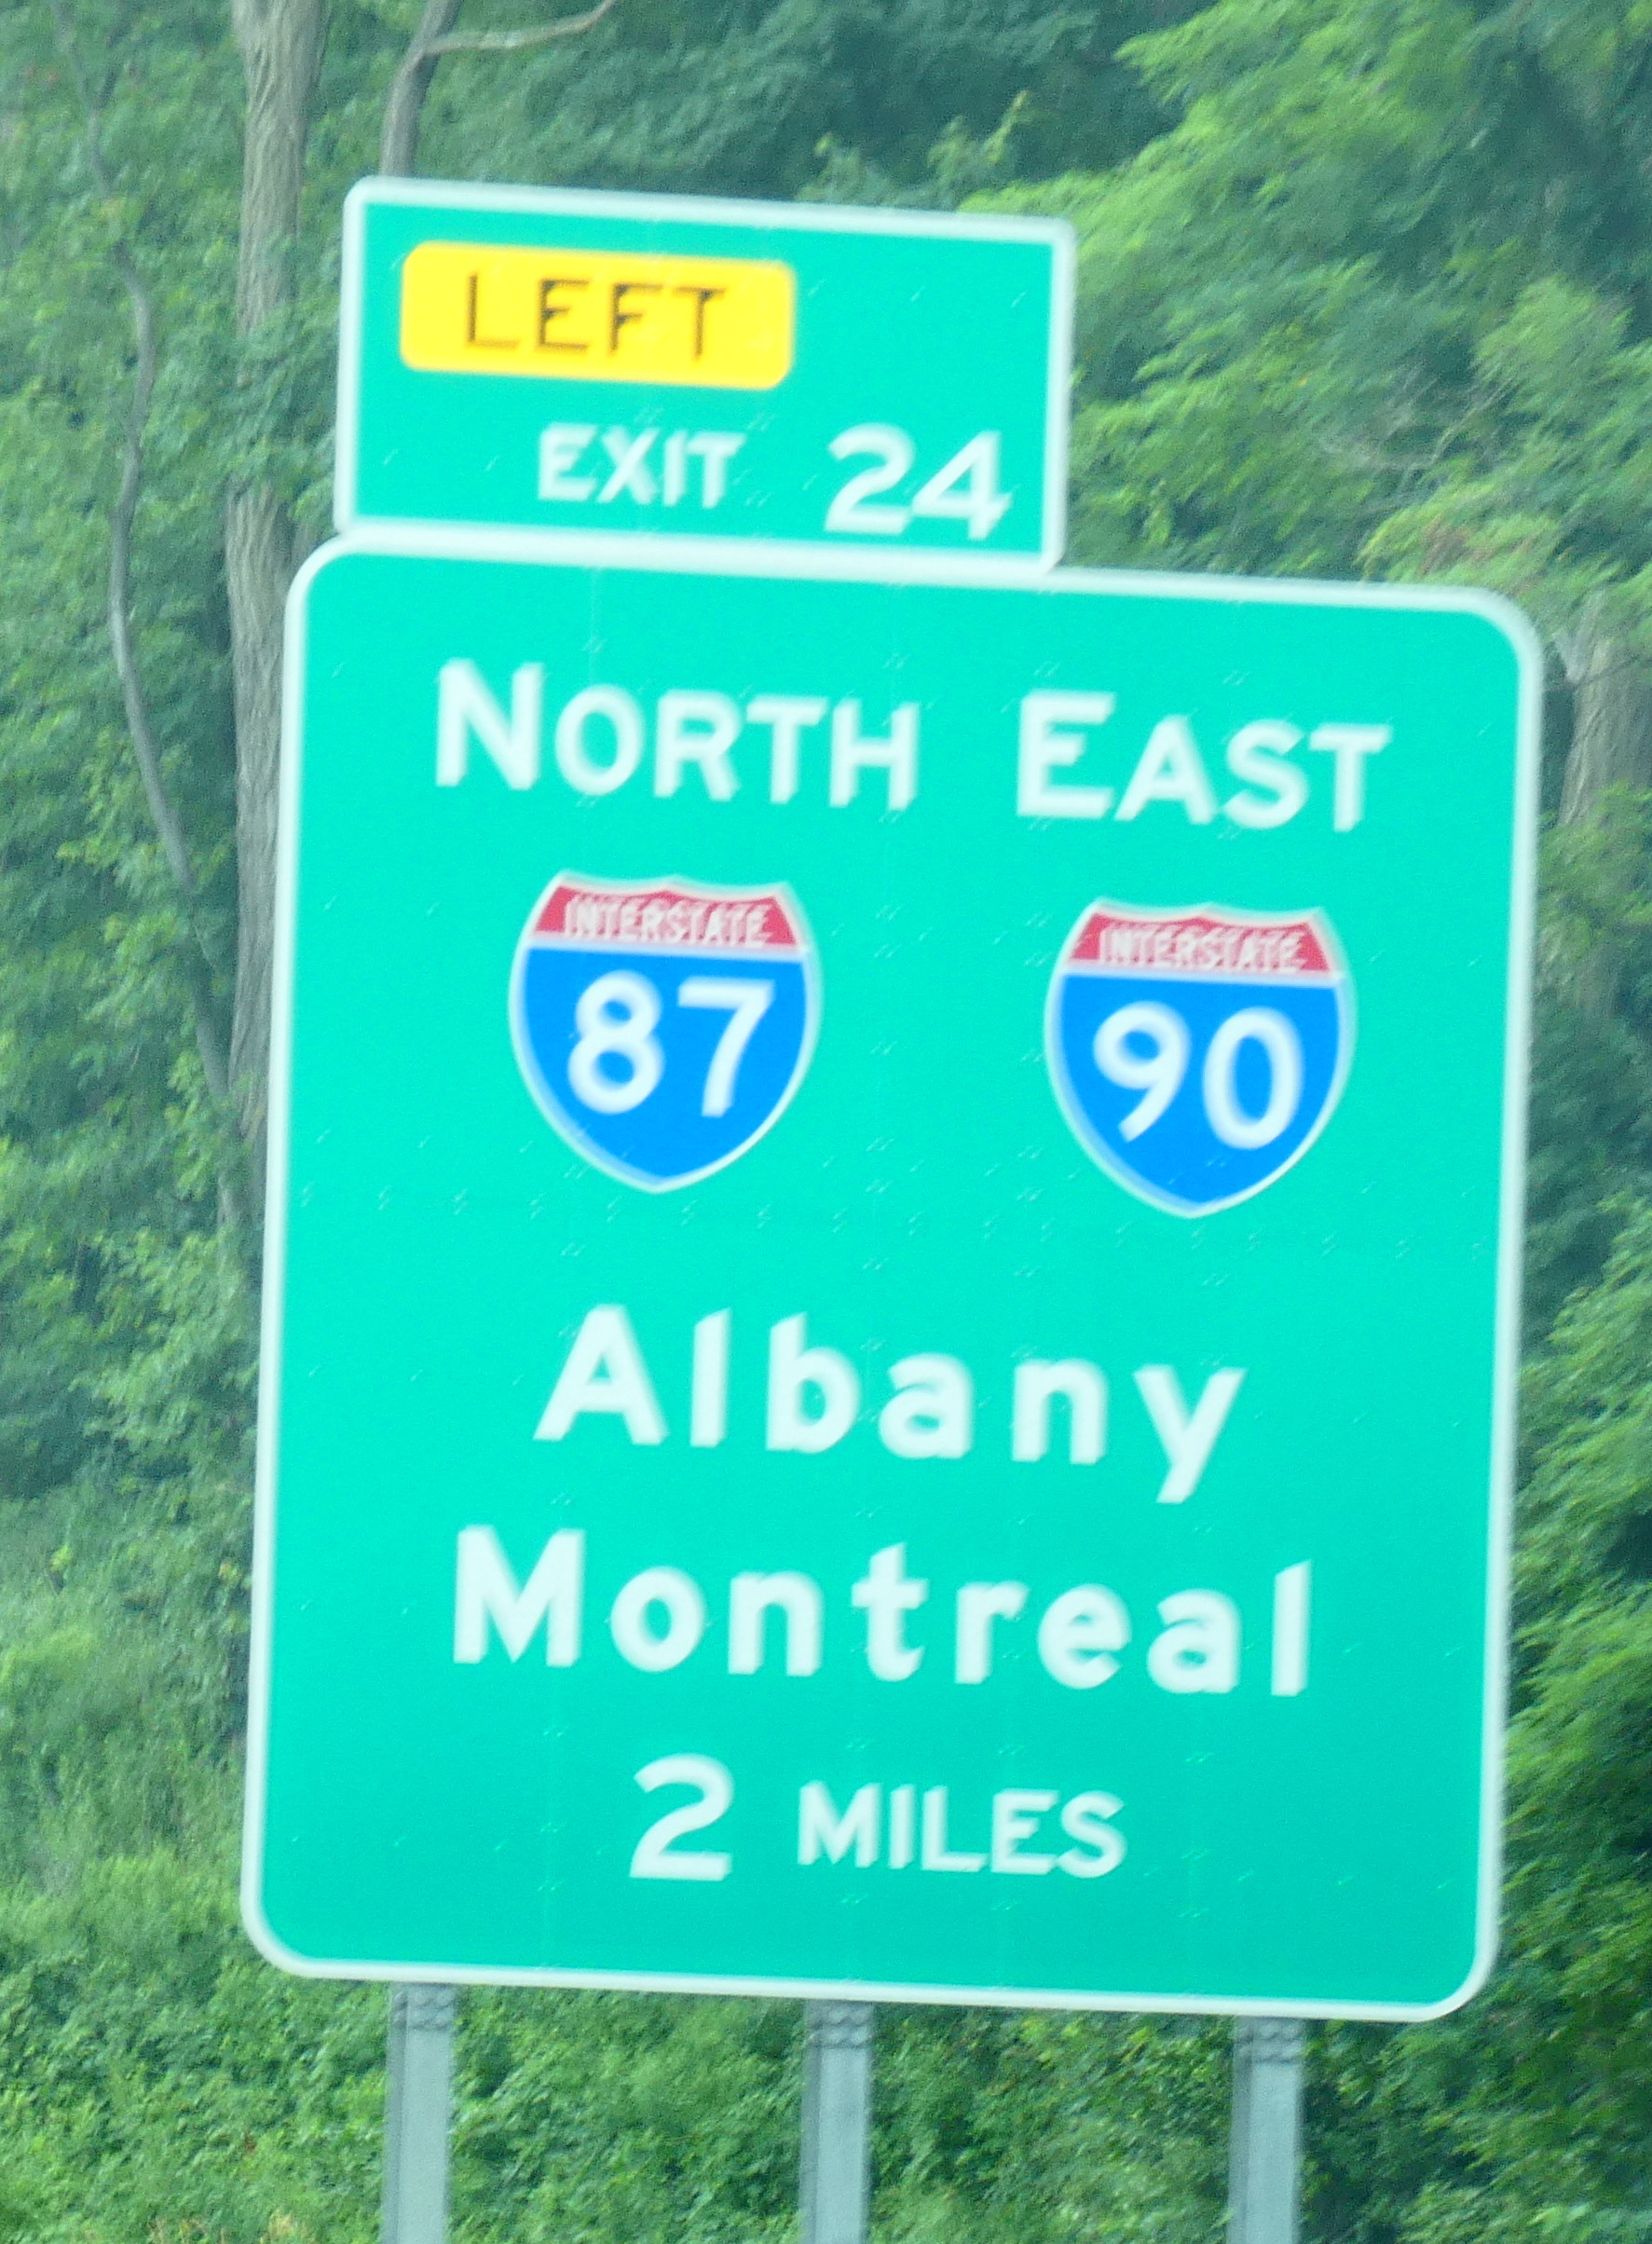 LEFT
EXIT 24
NORTH EAST
INTERSTATE INTERSTATE
87 90
Albany
Montreal
2 MILES